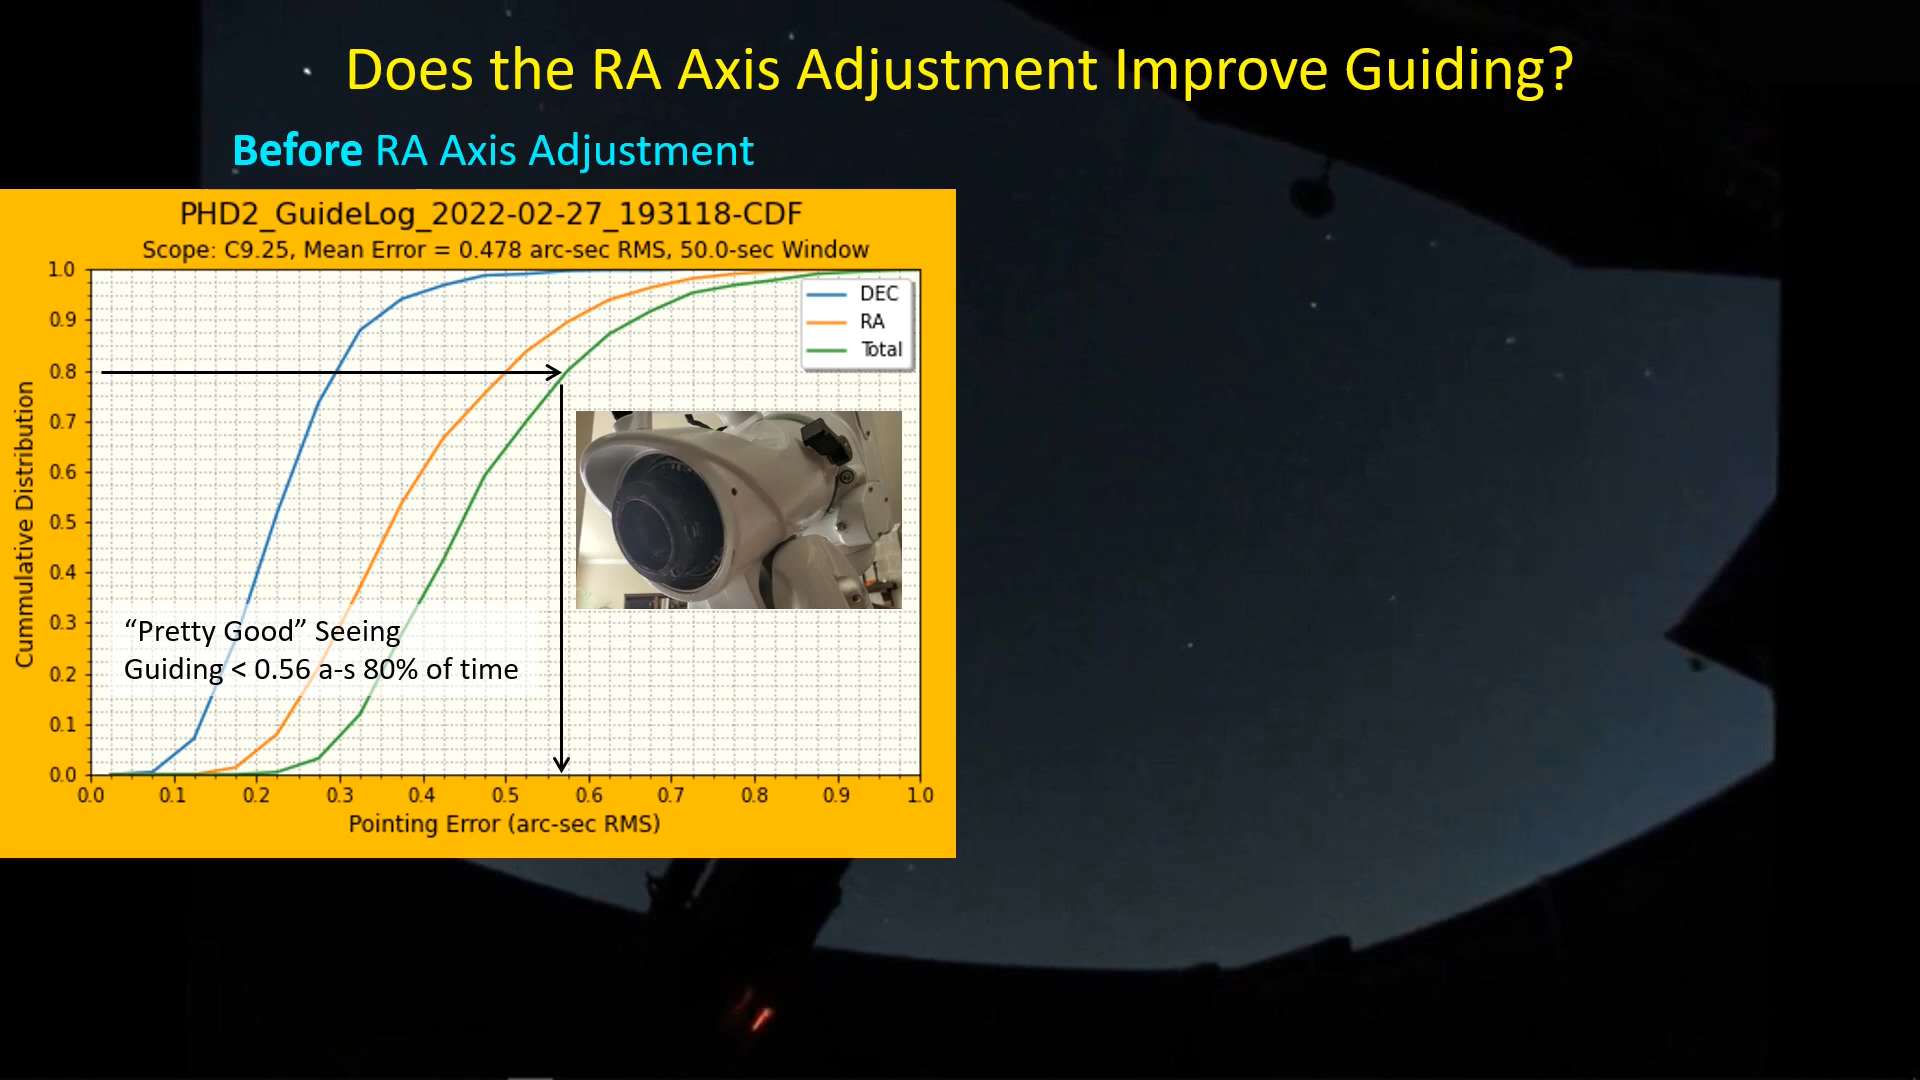 Does the RA Axis Adjustment Improve Guiding?
Before RA Axis Adjustment
PHD2_GuideLog_2022-02-27_193118-CDF
Scope: C9.25, Mean Error = 0.478 arc-sec RMS, 50.0-sec Window
1.0
0.9
0.8
0.7
0.6
0.5
0.4
0.3
0.2
0.1
0.0
Cummulative Distribution
DEC
RA
Total
“Pretty Good” Seeing
Guiding < 0.56 a-s 80% of time
0.0 0.1 0.2 0.3 0.4 0.5 0.6 0.7 0.8 0.9 1.0
Pointing Error (arc-sec RMS)